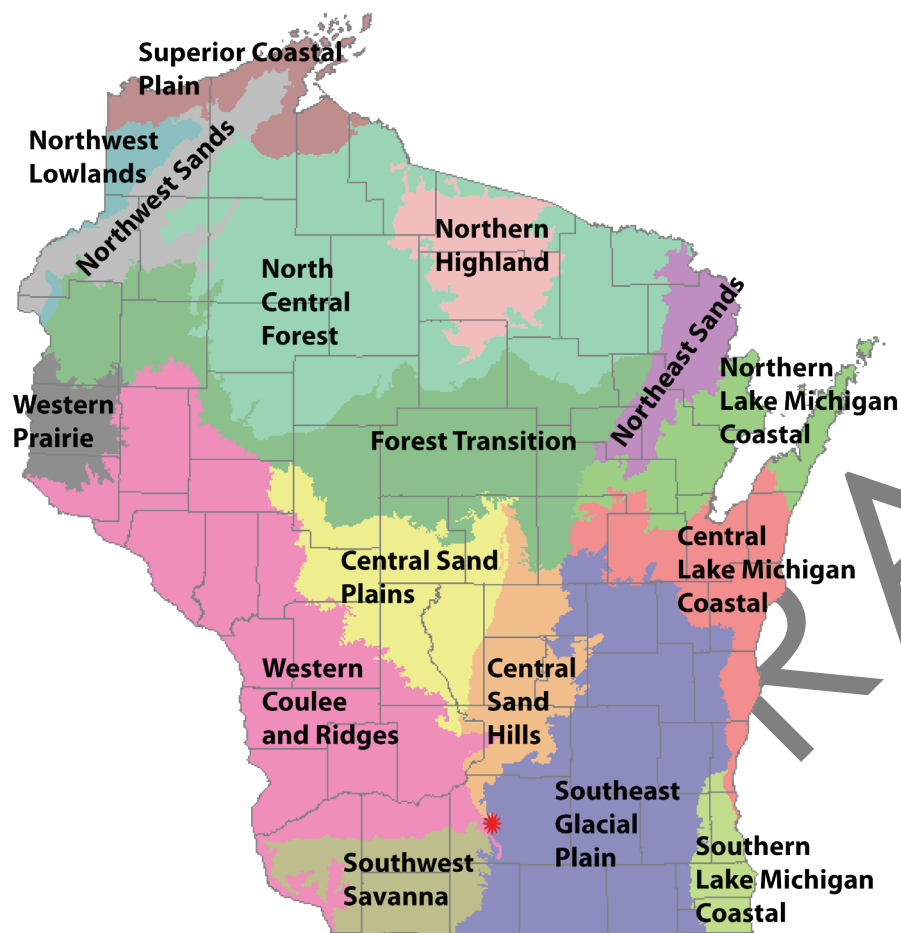 Superior Coastal
Plain
Northwest
Lowlands
Northwest Sands
Northern
Highland
North
Central
Forest
Northeast Sands
Northern
Lake Michigan
Coastal
Western
Prairie
Forest Transition
Central Sand
Plains
Central
Lake Michigan
Coastal
Western
Coulee
and Ridges
Central
Sand
Hills
Southeast
Glacial
Plain
Southwest
Savanna
Southern
Lake Michigan
Coastal
RA